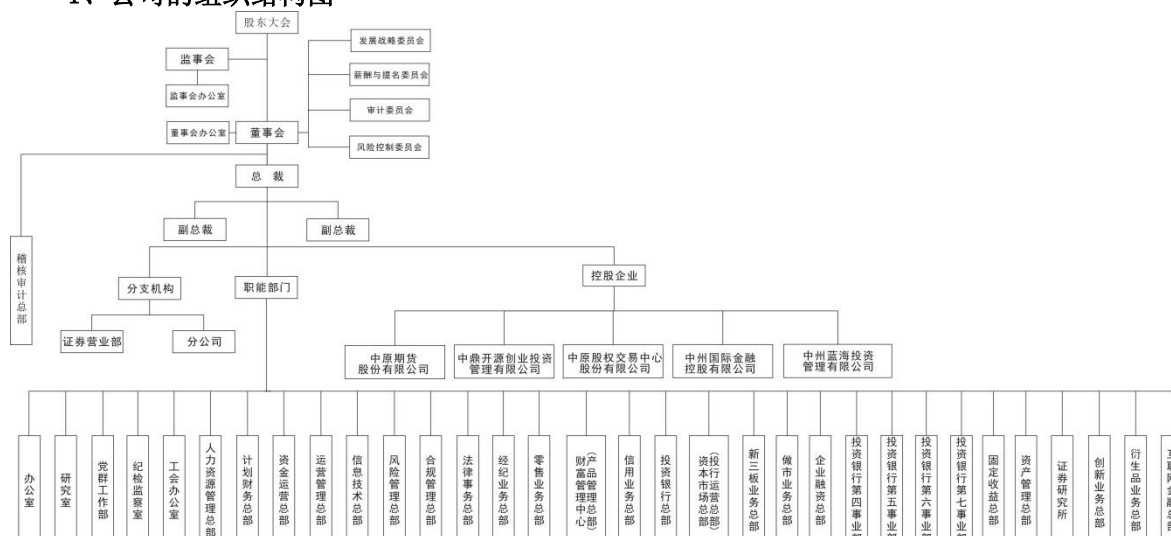 1、公司的组织结构图
股东大会
发展战略委员会
监事会
薪酬与提名委员会
监事会办公室
审计委员会
董事会办公室
董事会
风险控制委员会
总 裁
副总裁
副总裁
稽核审计总部
分支机构
职能部门
控股企业
证券营业部
分公司
中原期货
股份有限公司
中鼎开源创业投资
管理有限公司
中原股权交易中心
股份有限公司
中州国际金融
控股有限公司
中州蓝海投资
管理有限公司
办公室
研究室
党群工作部
纪检监察室
工会办公室
人力资源管理总部
计划财务总部
资金运营总部
运营管理总部
信息技术总部
风险管理总部
合规管理总部
法律事务总部
经纪业务总部
零售业务总部
财富管理中心
(产品管理总部)
信用业务总部
投资银行总部
资本市场总部
(投行运营总部)
新三板业务总部
做市业务总部
企业融资总部
投资银行第四事业部
投资银行第五事业部
投资银行第六事业部
投资银行第七事业部
固定收益总部
资产管理总部
证券研究所
创新业务总部
衍生品业务总部
互联网金融总部